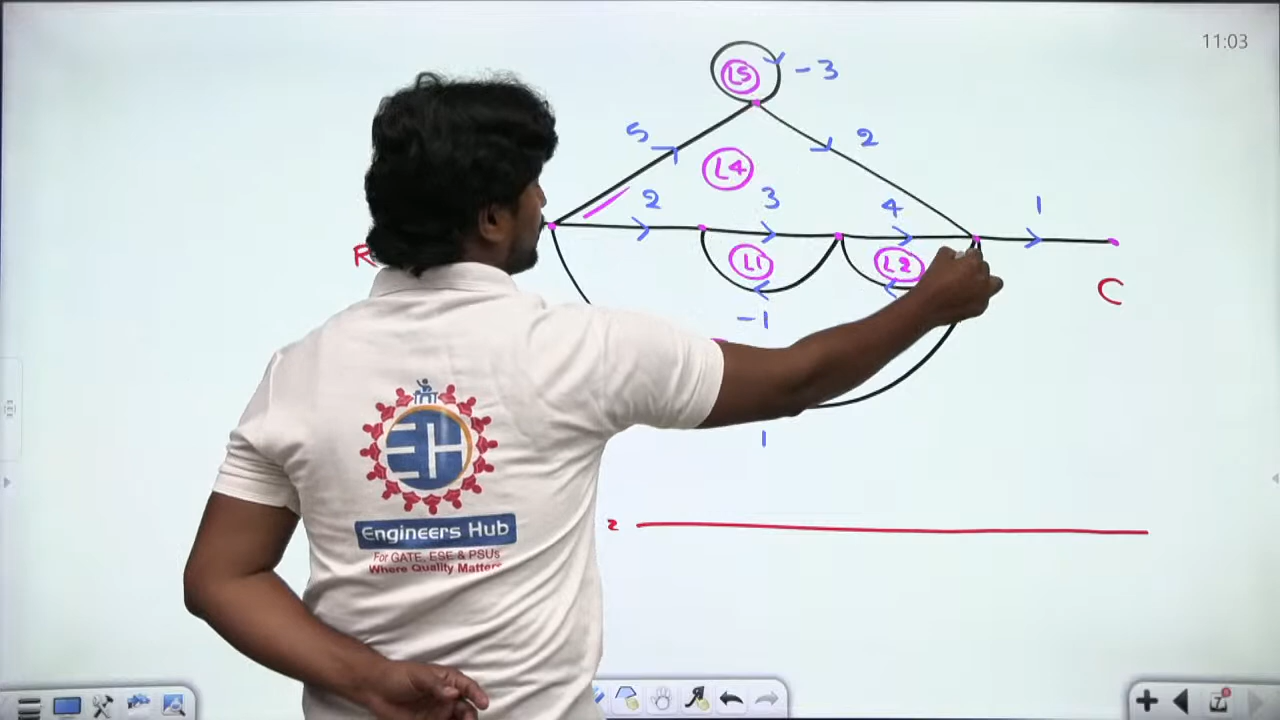 11:03
L5 -3
5 2
L4
2 3 4 1
R
L1 L2 C
-1
1
EH
Engineers Hub
For GATE, ESE & PSUs
Where Quality Matters